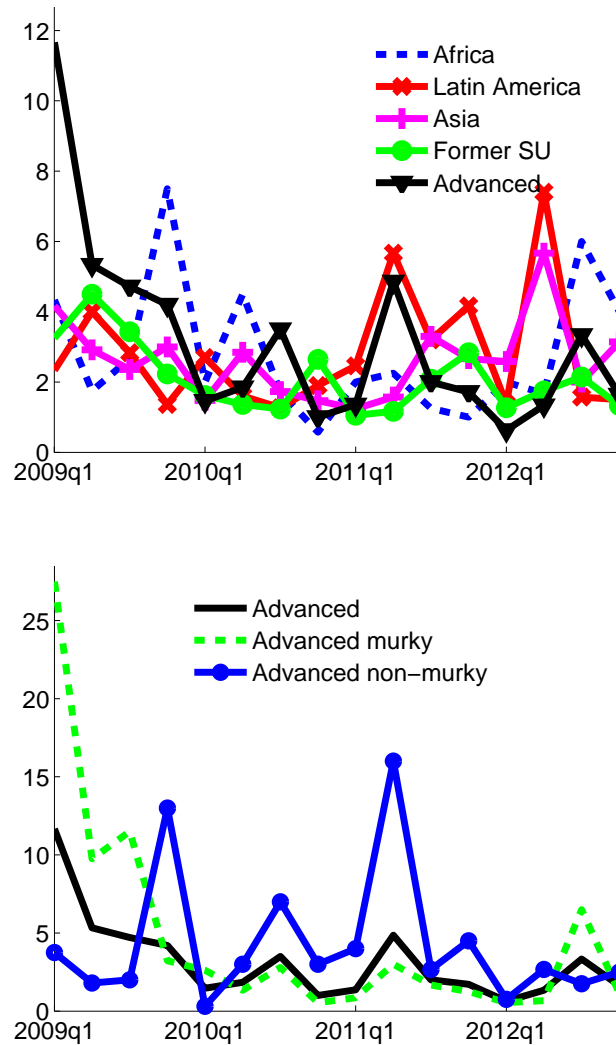 12
10
8
6
4
2
0
Africa
Latin America
Asia
Former SU
Advanced
2009q1 2010q1 2011q1 2012q1
25
20
15
10
5
0
Advanced
Advanced murky
Advanced non−murky
2009q1 2010q1 2011q1 2012q1